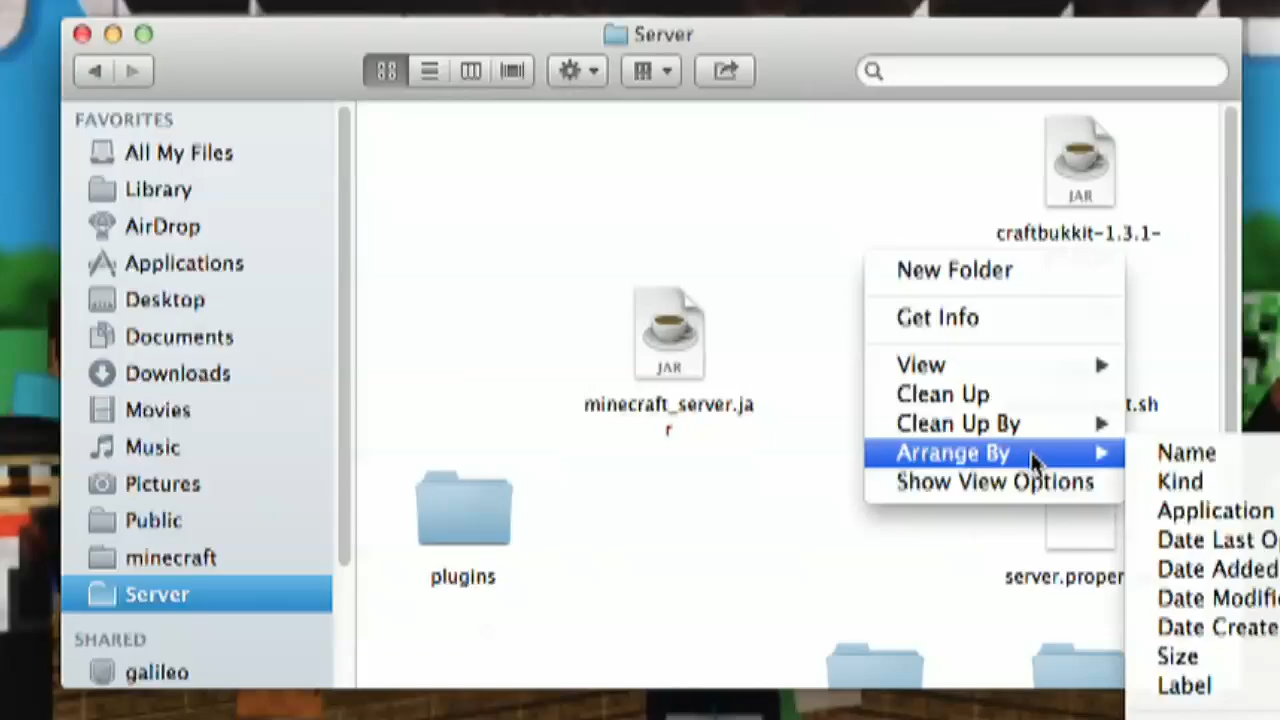 Server
FAVORITES
All My Files
Library
AirDrop
Applications
Desktop
Documents
Downloads
Movies
Music
Pictures
Public
minecraft
Server
SHARED
galileo
JAR
craftbukkit-1.3.1-
JAR
minecraft_server.ja
r
plugins
t.sh
server.proper
New Folder
Get Info
View
Clean Up
Clean Up By
Arrange By
Show View Options
Name
Kind
Application
Date Last Op
Date Added
Date Modifie
Date Create
Size
Label